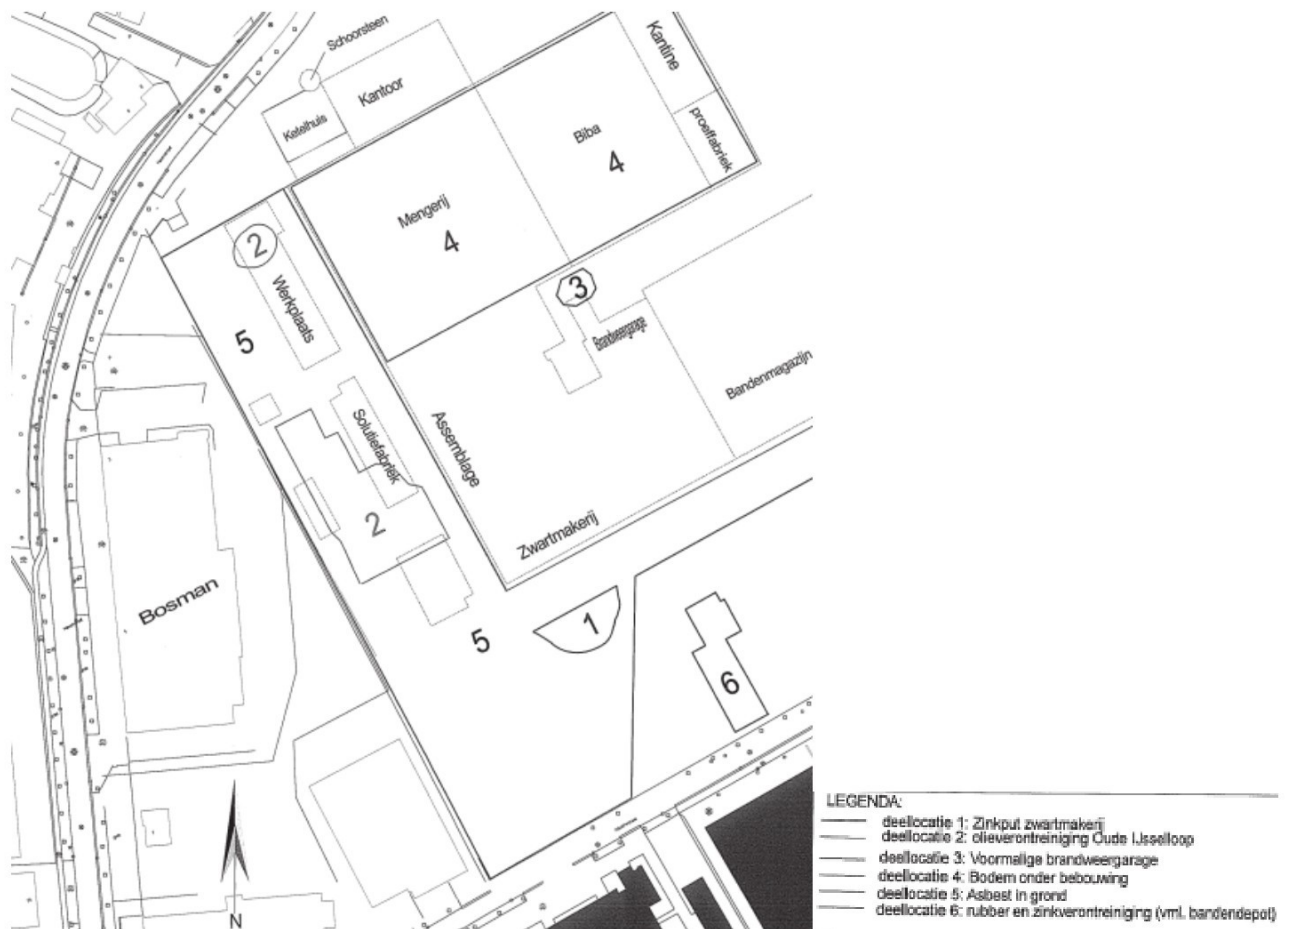 Schoorsteen
Kantine
Kantoor
Ketelhuis
Biba
4
proeffabriek
Mengerij
4
2
Werkplaats
3
5
Brandweergarage
Bandenmagazijn
Solutiefabriek
Assemblage
2
Zwartmakerij
Bosman
5
1
6
N
LEGENDA:
deellocatie 1: Zinkput zwartmakerij
deellocatie 2: olieverontreiniging Oude IJsselloop
deellocatie 3: Voormalige brandweergarage
deellocatie 4: Bodem onder bebouwing
deellocatie 5: Asbest in grond
deellocatie 6: rubber en zinkverontreiniging (vml. bandendepot)